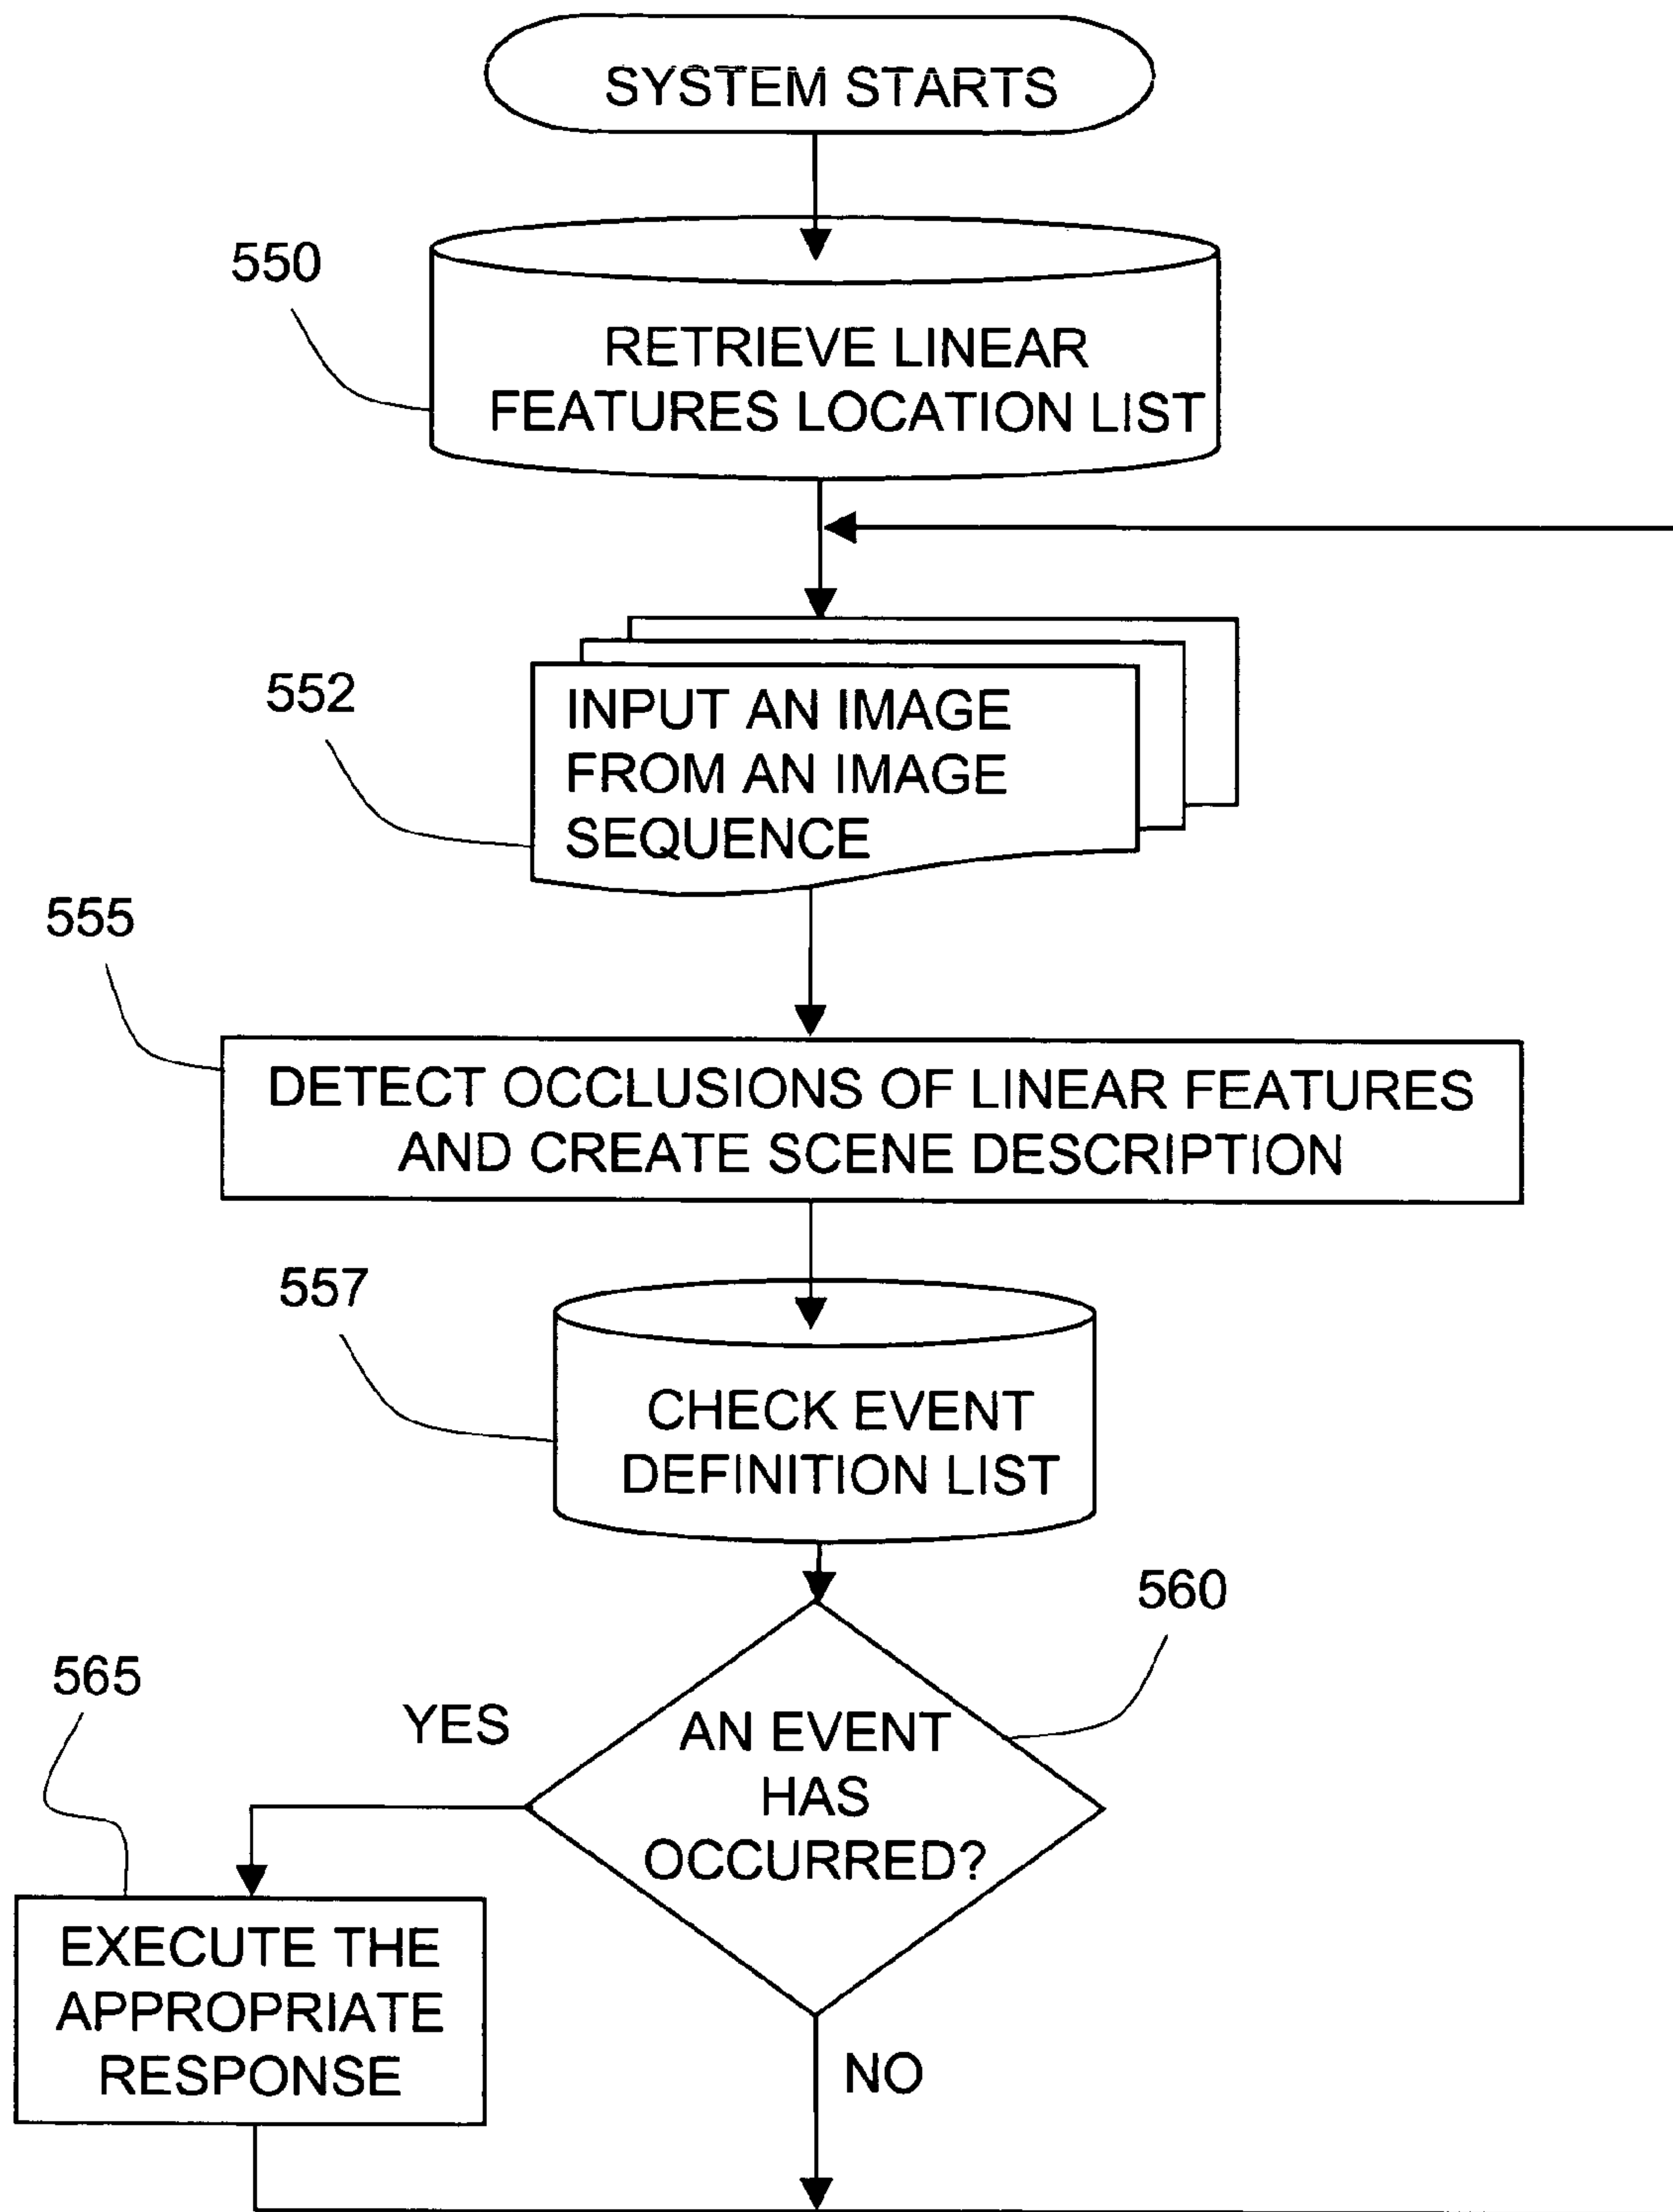 SYSTEM STARTS
550
RETRIEVE LINEAR
FEATURES LOCATION LIST
552
INPUT AN IMAGE
FROM AN IMAGE
SEQUENCE
555
DETECT OCCLUSIONS OF LINEAR FEATURES
AND CREATE SCENE DESCRIPTION
557
CHECK EVENT
DEFINITION LIST
560
AN EVENT
HAS
OCCURRED?
YES
565
EXECUTE THE
APPROPRIATE
RESPONSE
NO